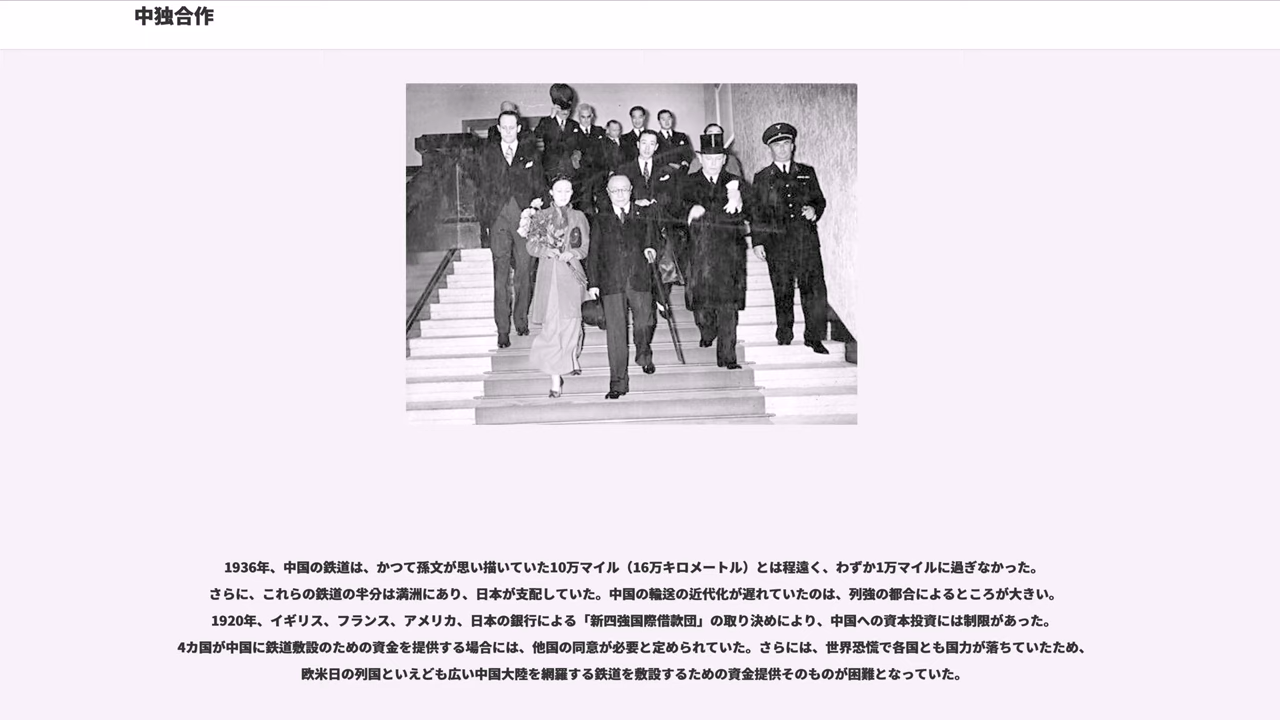 中独合作
1936年、中国の鉄道は、かつて孫文が思い描いていた10万マイル（16万キロメートル）とは程遠く、わずか1万マイルに過ぎなかった。
さらに、これらの鉄道の半分は満洲にあり、日本が支配していた。中国の輸送の近代化が遅れていたのは、列強の都合によるところが大きい。
1920年、イギリス、フランス、アメリカ、日本の銀行による「新四強国際借款団」の取り決めにより、中国への資本投資には制限があった。
4カ国が中国に鉄道敷設のための資金を提供する場合には、他国の同意が必要と定められていた。さらには、世界恐慌で各国とも国力が落ちていたため、
欧米日の列国といえども広い中国大陸を網羅する鉄道を敷設するための資金提供そのものが困難となっていた。